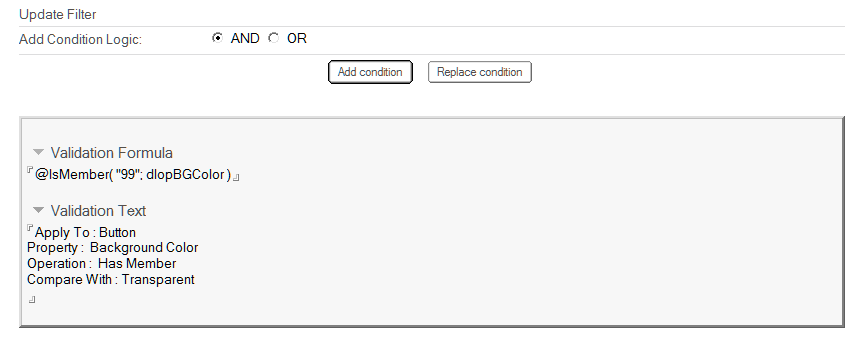 Update Filter
Add Condition Logic: AND OR
Add condition Replace condition
Validation Formula
@IsMember( "99"; dlopBGColor )
Validation Text
Apply To : Button
Property : Background Color
Operation : Has Member
Compare With : Transparent